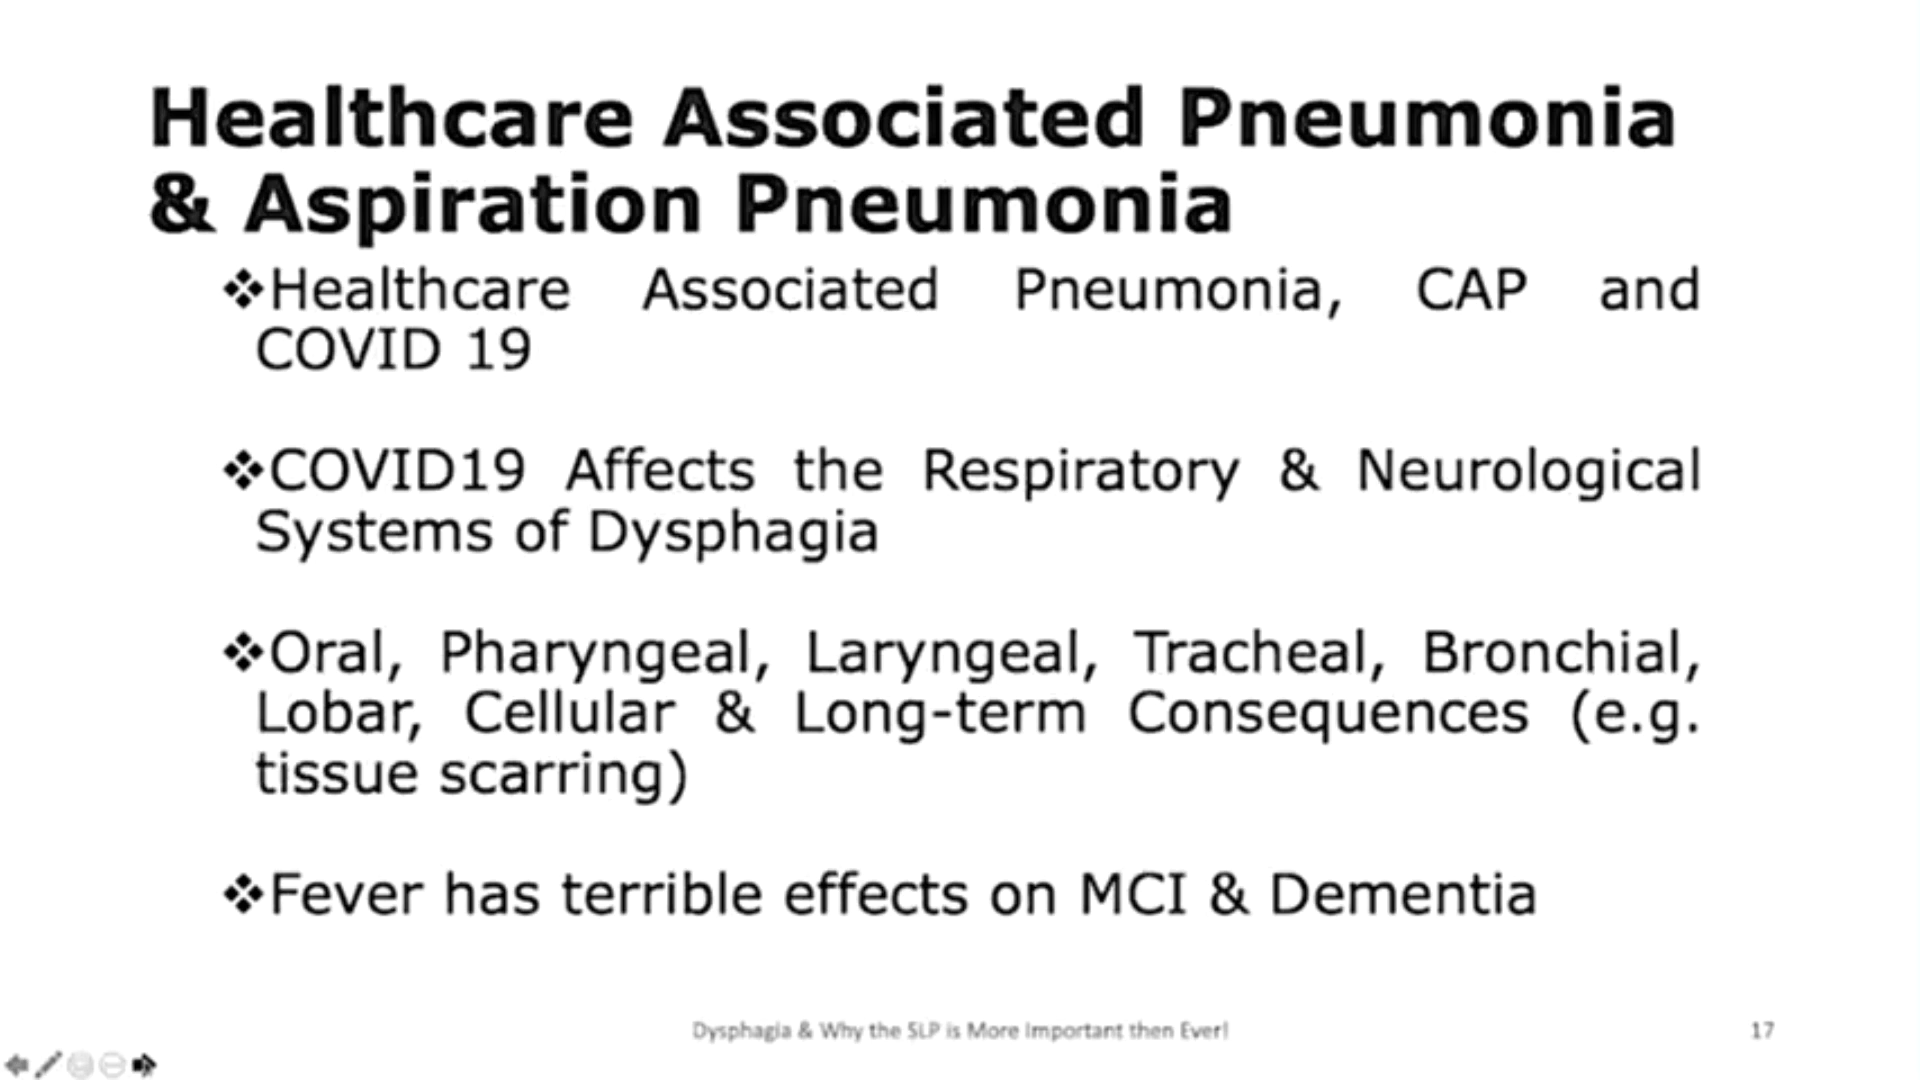 Healthcare Associated Pneumonia
& Aspiration Pneumonia
❖Healthcare Associated Pneumonia, CAP and
COVID 19
❖COVID19 Affects the Respiratory & Neurological
Systems of Dysphagia
❖Oral, Pharyngeal, Laryngeal, Tracheal, Bronchial,
Lobar, Cellular & Long-term Consequences (e.g.
tissue scarring)
❖Fever has terrible effects on MCI & Dementia
Dysphagia & Why the SLP is More Important then Ever!
17